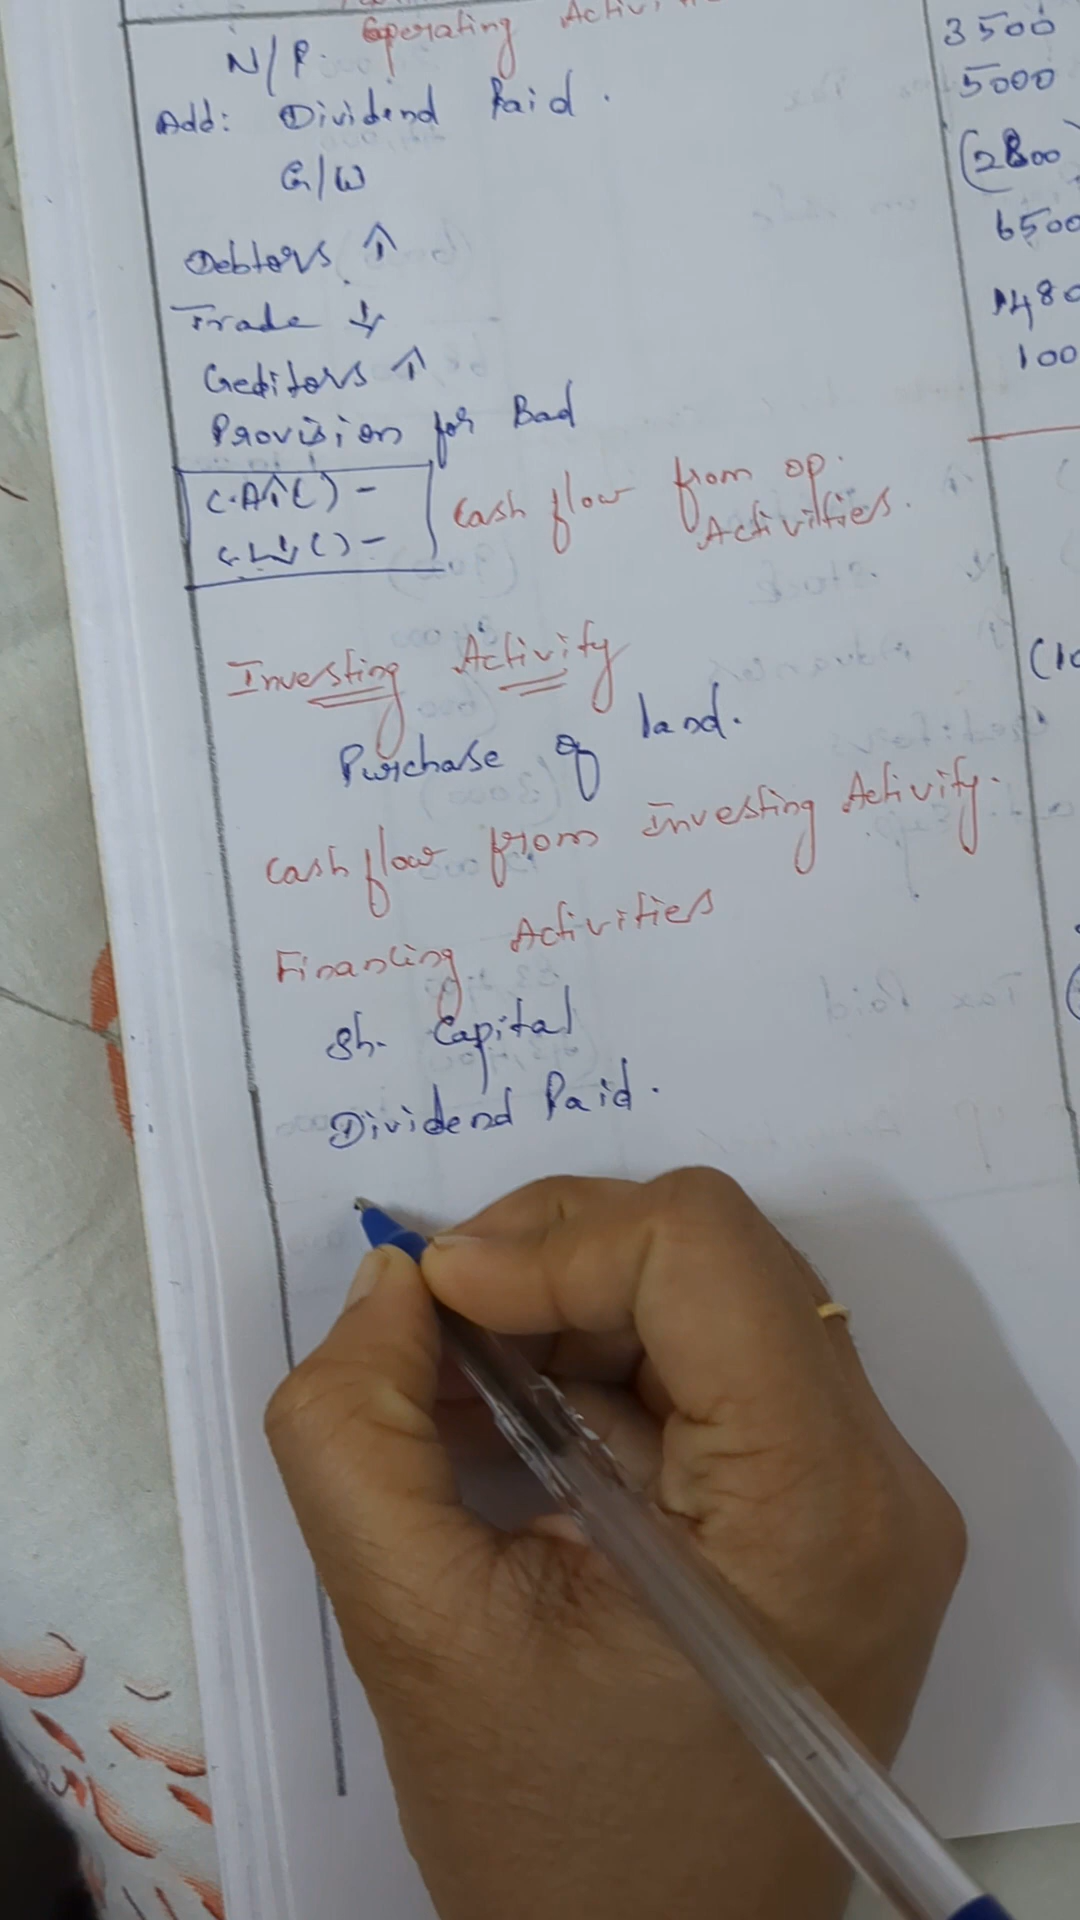 Operating
N/P. 3500
Add: Dividend Paid. 5000
G/W (2800
Debtors ↑ 6500
Trade ↓
Creditors ↑ 100
Provision for Bad
C.A↑( ) -
C.L↓( ) -
Cash flow from op.
Activities.
Investing Activity
Purchase of land.
Cash flow from Investing Activity.
Financing Activities
Sh. Capital
Dividend Paid.